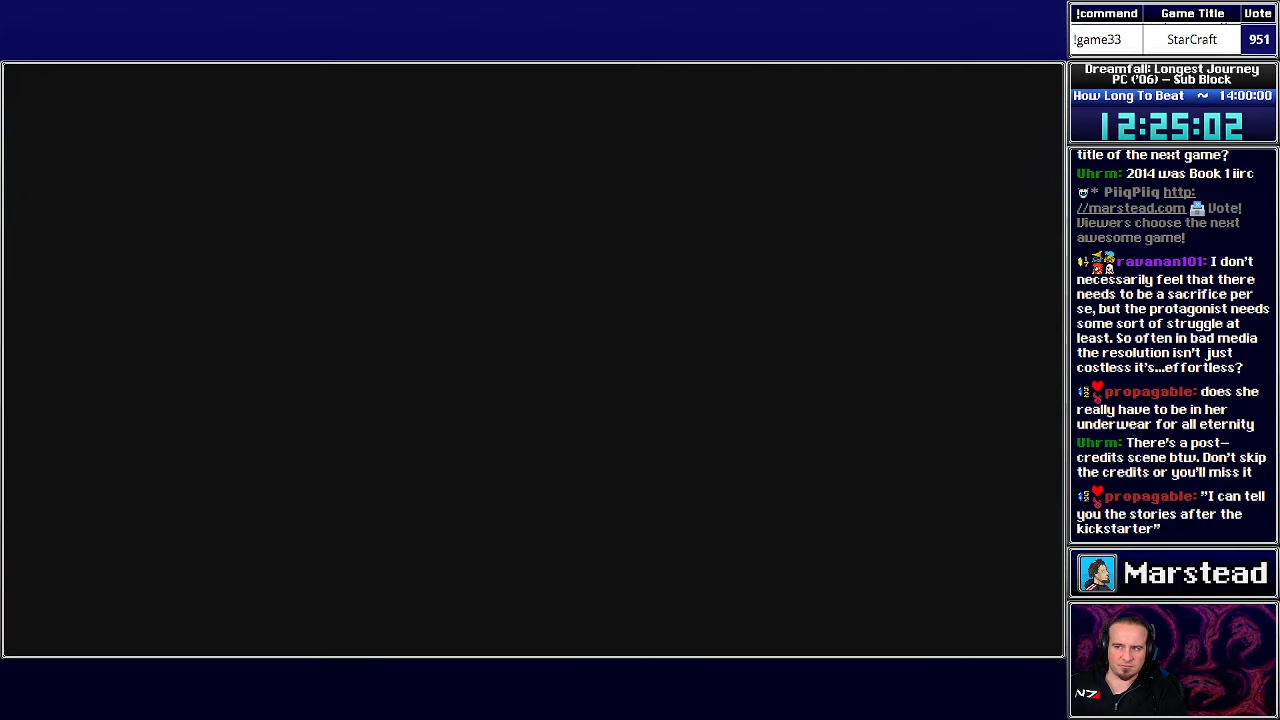 !command Game Title Vote
!game33 StarCraft 951
Dreamfall: Longest Journey
PC ('06) – Sub Block
How Long To Beat ~ 14:00:00
12:25:02
title of the next game?
Uhrm: 2014 was Book 1 iirc
PiiqPiiq http:
//marstead.com Vote!
Viewers choose the next
awesome game!
ravanan101: I don't
necessarily feel that there
needs to be a sacrifice per
se, but the protagonist needs
some sort of struggle at
least. So often in bad media
the resolution isn't just
costless it's...effortless?
propagable: does she
really have to be in her
underwear for all eternity
Uhrm: There's a post-
credits scene btw. Don't skip
the credits or you'll miss it
propagable: "I can tell
you the stories after the
kickstarter"
Marstead
N7